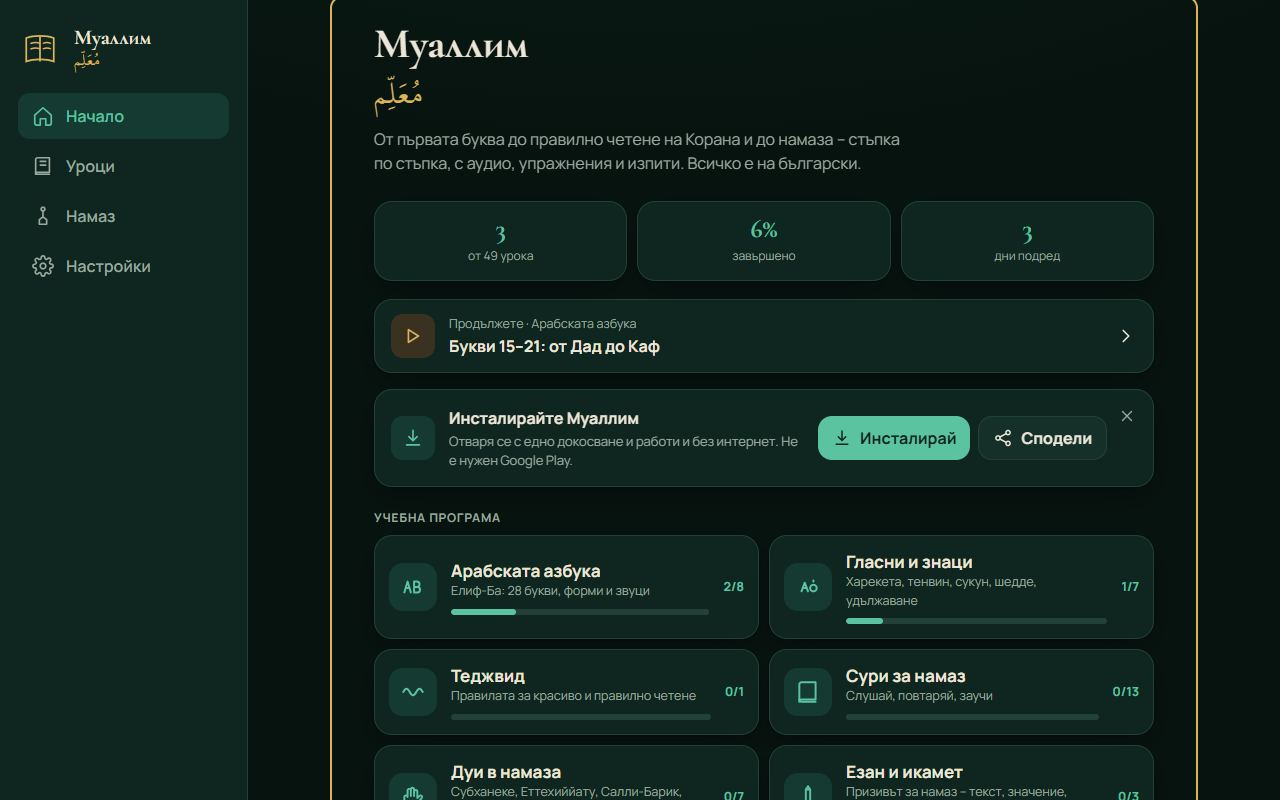 Муаллим
مُعَلِّم
Начало
Уроци
Намаз
Настройки
Муаллим
مُعَلِّم
От първата буква до правилно четене на Корана и до намаза – стъпка
по стъпка, с аудио, упражнения и изпити. Всичко е на български.
3
от 49 урока
6%
завършено
3
дни подред
Продължете · Арабската азбука
Букви 15–21: от Дад до Каф
Инсталирайте Муаллим
Отваря се с едно докосване и работи и без интернет. Не
е нужен Google Play.
Инсталирай
Сподели
УЧЕБНА ПРОГРАМА
АВ
Арабската азбука
Елиф-Ба: 28 букви, форми и звуци
2/8
Гласни и знаци
Харекета, тенвин, сукун, шедде,
удължаване
1/7
Теджвид
Правилата за красиво и правилно четене
0/1
Сури за намаз
Слушай, повтаряй, заучи
0/13
Дуи в намаза
Субханеке, Еттехиййату, Салли-Барик,
0/7
Езан и икамет
Призивът за намаз – текст, значение,
0/3